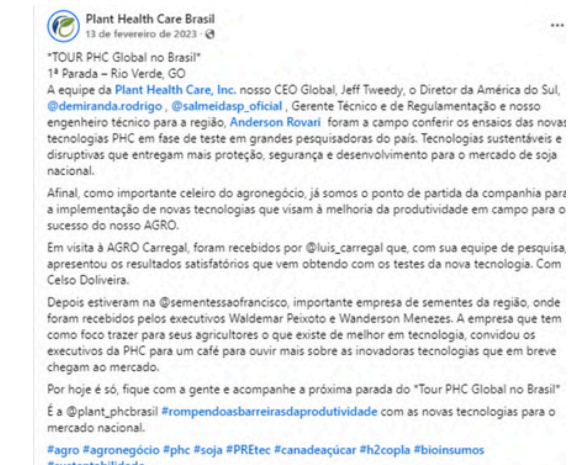 Plant Health Care Brasil
13 de fevereiro de 2023 ·
*TOUR PHC Global no Brasil*
1ª Parada – Rio Verde, GO
A equipe da Plant Health Care, Inc. nosso CEO Global, Jeff Tweedy, o Diretor da América do Sul,
@demiranda.rodrigo , @salmeidasp_oficial , Gerente Técnico e de Regulamentação e nosso
engenheiro técnico para a região, Anderson Rovari foram a campo conferir os ensaios das novas
tecnologias PHC em fase de teste em grandes pesquisadoras do país. Tecnologias sustentáveis e
disruptivas que entregam mais proteção, segurança e desenvolvimento para o mercado de soja
nacional.
Afinal, como importante celeiro do agronegócio, já somos o ponto de partida da companhia para
a implementação de novas tecnologias que visam à melhoria da produtividade em campo para o
sucesso do nosso AGRO.
Em visita à AGRO Carregal, foram recebidos por @luis_carregal que, com sua equipe de pesquisa,
apresentou os resultados satisfatórios que vem obtendo com os testes da nova tecnologia. Com
Celso Doliveira.
Depois estiveram na @sementessaofrancisco, importante empresa de sementes da região, onde
foram recebidos pelos executivos Waldemar Peixoto e Wanderson Menezes. A empresa que tem
como foco trazer para seus agricultores o que existe de melhor em tecnologia, convidou os
executivos da PHC para um café para ouvir mais sobre as inovadoras tecnologias que em breve
chegam ao mercado.
Por hoje é só, fique com a gente e acompanhe a próxima parada do *Tour PHC Global no Brasil*
É a @plant_phcbrasil #rompendoasbarreirasdaprodutividade com as novas tecnologias para o
mercado nacional.
#agro #agronegócio #phc #soja #PREtec #canadeaçúcar #h2copla #bioinsumos
#sustentabilidade